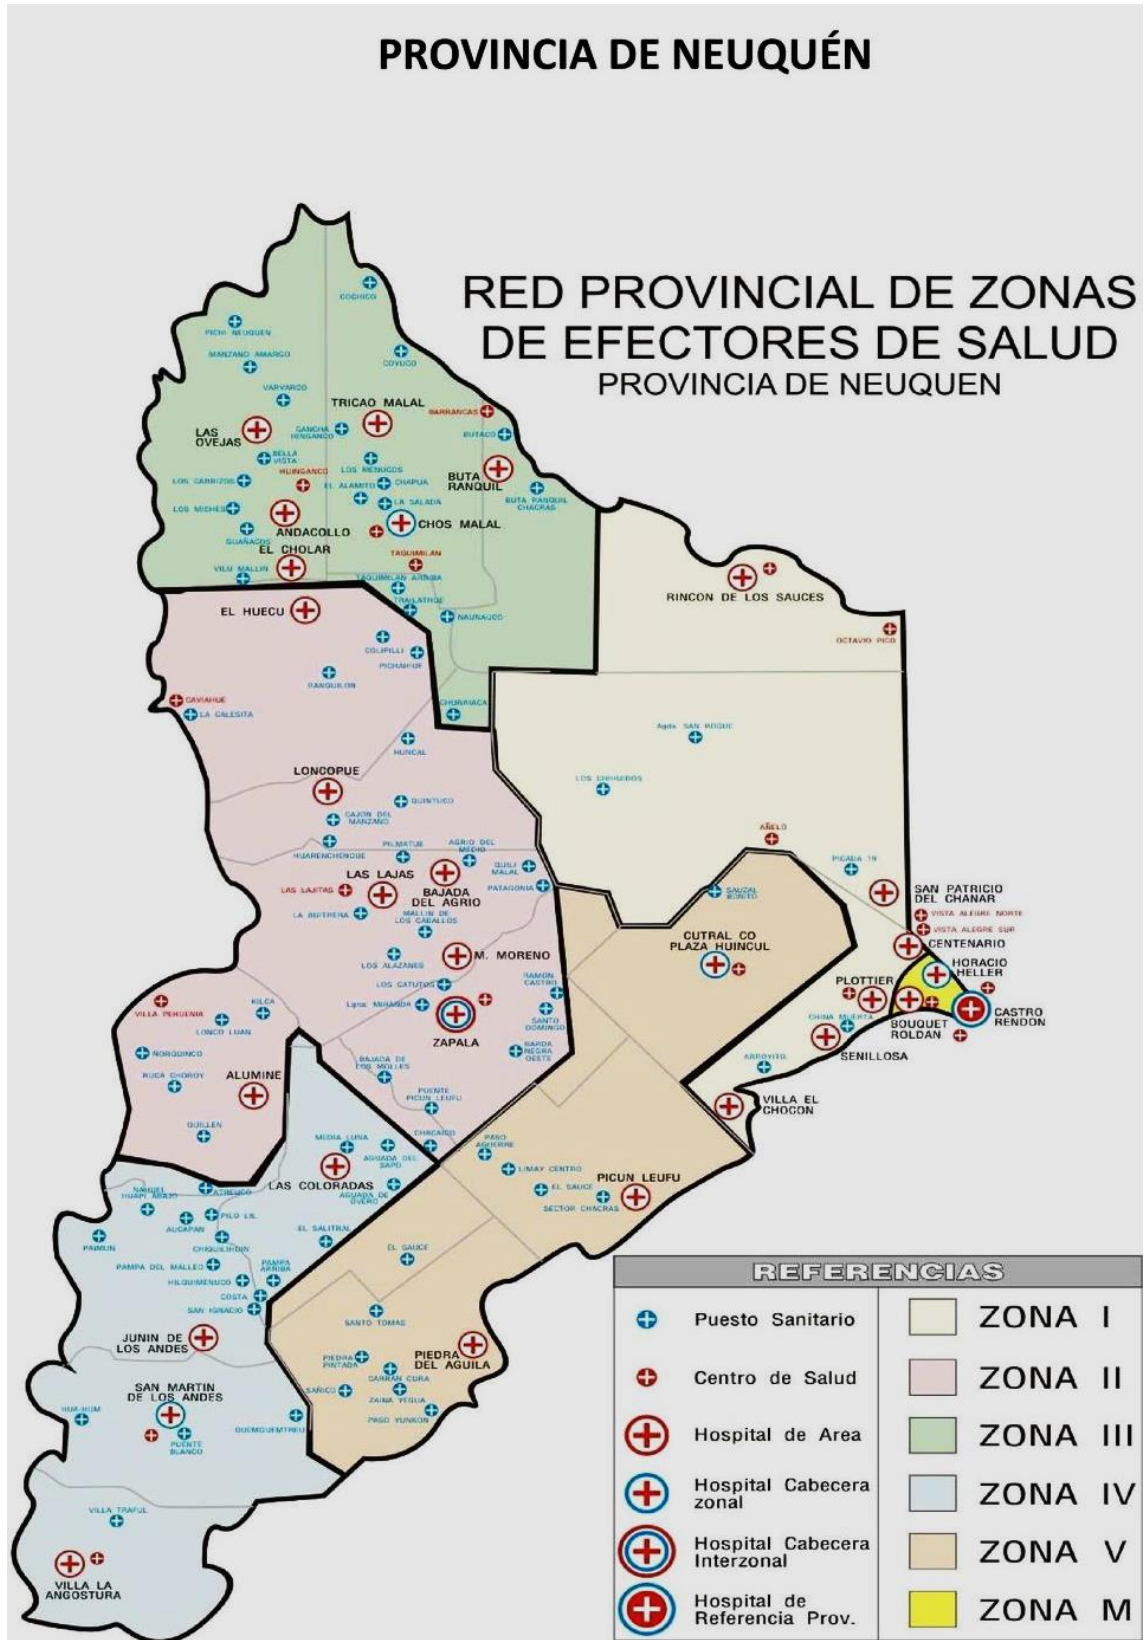 PROVINCIA DE NEUQUÉN
RED PROVINCIAL DE ZONAS
DE EFECTORES DE SALUD
PROVINCIA DE NEUQUEN
COCHICO
PICHI NEUQUEN
MANZANO AMARGO
COYUCO
VARVARCO
TRICAO MALAL
BARRANCAS
LAS
OVEJAS
CANCHA
HINGANCO
BUTACO
BELLA
VISTA
LOS MENUCOS
HUINGANCO
BUTA
RANQUIL
LOS CARRIZOS
EL ALAMITO
CHAPUA
BUTA RANQUIL
CHACRAS
LOS MICHES
LA SALADA
ANDACOLLO
CHOS MALAL
GUAÑACOS
EL CHOLAR
TAQUIMILAN
VILU MALLIN
TAQUIMILAN ARRIBA
RINCON DE LOS SAUCES
EL HUECU
TRAILATHUE
NAUNAUCO
OCTAVIO PICO
COLIPILLI
PICHAIHUE
RANQUILON
CAVIAHUE
LA CALESITA
CHURRIACA
Agda. SAN ROQUE
HUNCAL
LONCOPUE
LOS CHIHUIDOS
QUINTUCO
CAJON DEL
MANZANO
AÑELO
HUARENCHENQUE
PILMATUE
AGRIO DEL
MEDIO
PICADA 19
QUILI
MALAL
LAS LAJAS
LAS LAJITAS
BAJADA
DEL AGRIO
PATAGONIA
SAUZAL
BONITO
SAN PATRICIO
DEL CHAÑAR
LA BUITRERA
MALLIN DE
LOS CABALLOS
VISTA ALEGRE NORTE
VISTA ALEGRE SUR
CUTRAL CO
PLAZA HUINCUL
CENTENARIO
LOS ALAZANES
M. MORENO
HORACIO
HELLER
LOS CATUTOS
RAMON
CASTRO
PLOTTIER
VILLA PEHUENIA
KILCA
Lgna. MIRANDA
CASTRO
RENDON
LONCO LUAN
SANTO
DOMINGO
CHINA MUERTA
BOUQUET
ROLDAN
ZAPALA
SENILLOSA
ÑORQUINCO
BARDA
NEGRA
OESTE
BAJADA DE
LOS MOLLES
ARROYITO
RUCA CHOROY
ALUMINE
PUENTE
PICUN LEUFU
VILLA EL
CHOCON
QUILLEN
MEDIA LUNA
CHACAICO
PASO
AGUERRE
AGUADA DEL
SAPO
LIMAY CENTRO
LAS COLORADAS
PICUN LEUFU
EL SAUCE
AGUADA DE
OVERO
SECTOR CHACRAS
NAHUEL
HUAPI ABAJO
ATREUCO
AUCAPAN
PILO LIL
EL SALITRAL
PAIMUN
CHIQUILIHUIN
EL SAUCE
PAMPA DEL MALLEO
PAMPA
ARRIBA
HILQUIMENUCO
COSTA
SAN IGNACIO
SANTO TOMAS
JUNIN DE
LOS ANDES
PIEDRA
PINTADA
PIEDRA
DEL AGUILA
CARRAN CURA
SAN MARTIN
DE LOS ANDES
SAÑICO
ZAINA YEGUA
HUA-HUM
PASO YUNKON
QUEMQUEMTREU
PUENTE
BLANCO
VILLA TRAFUL
VILLA LA
ANGOSTURA
REFERENCIAS
Puesto Sanitario
ZONA I
Centro de Salud
ZONA II
Hospital de Area
ZONA III
Hospital Cabecera
zonal
ZONA IV
Hospital Cabecera
Interzonal
ZONA V
Hospital de
Referencia Prov.
ZONA M